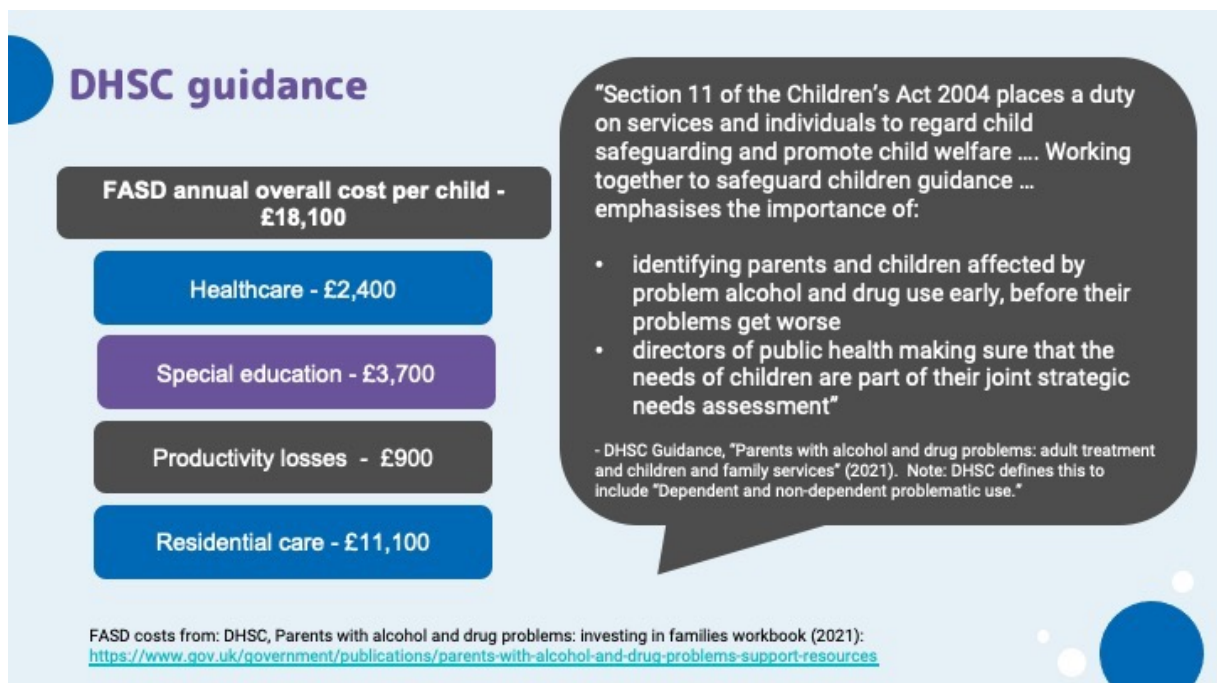 DHSC guidance
FASD annual overall cost per child -
£18,100
Healthcare - £2,400
Special education - £3,700
Productivity losses - £900
Residential care - £11,100
“Section 11 of the Children’s Act 2004 places a duty
on services and individuals to regard child
safeguarding and promote child welfare .... Working
together to safeguard children guidance ...
emphasises the importance of:
• identifying parents and children affected by
problem alcohol and drug use early, before their
problems get worse
• directors of public health making sure that the
needs of children are part of their joint strategic
needs assessment”
- DHSC Guidance, “Parents with alcohol and drug problems: adult treatment
and children and family services” (2021). Note: DHSC defines this to
include “Dependent and non-dependent problematic use.”
FASD costs from: DHSC, Parents with alcohol and drug problems: investing in families workbook (2021):
https://www.gov.uk/government/publications/parents-with-alcohol-and-drug-problems-support-resources